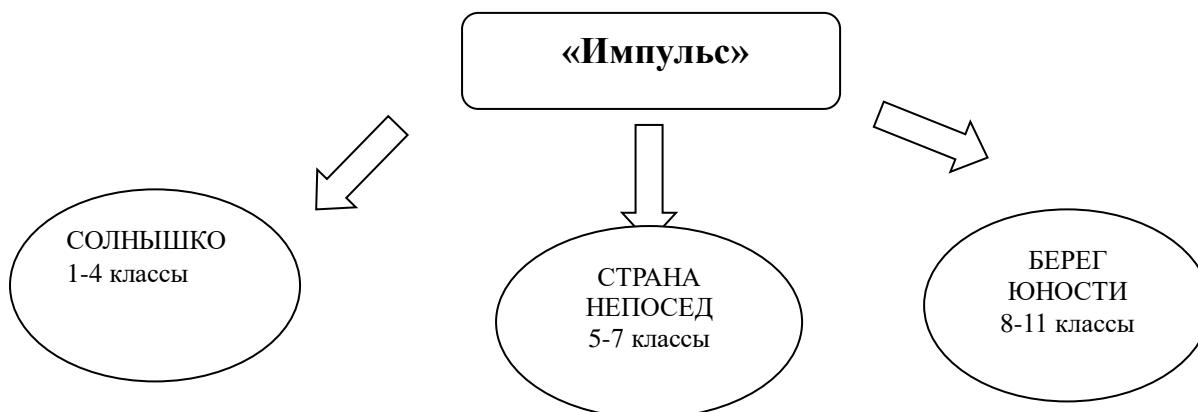 «Импульс»
СОЛНЫШКО
1-4 классы
СТРАНА
НЕПОСЕД
5-7 классы
БЕРЕГ
ЮНОСТИ
8-11 классы